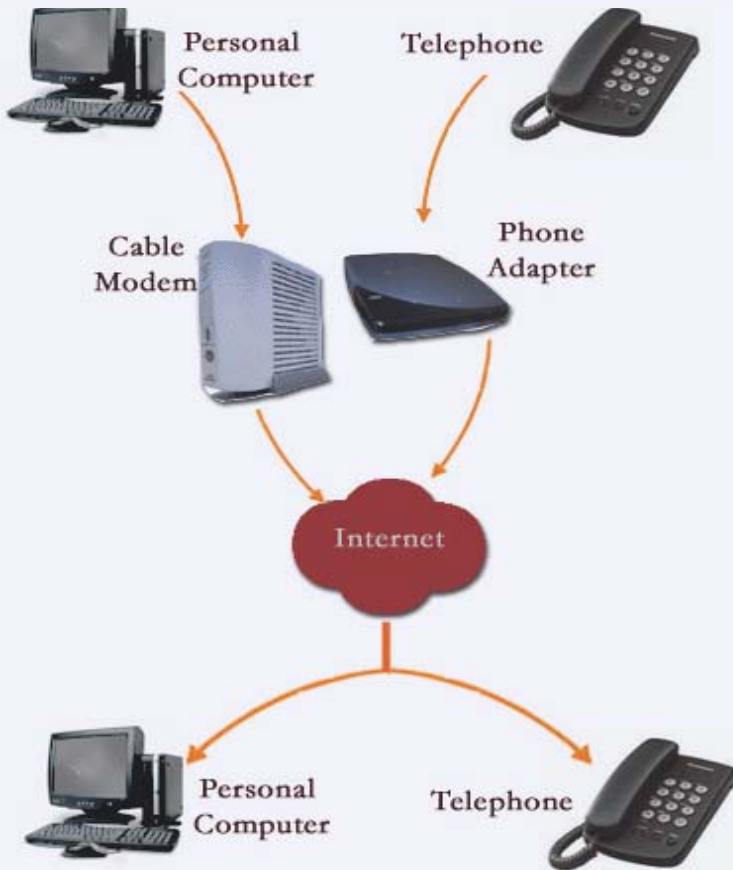 Personal
Computer
Telephone
Cable
Modem
Phone
Adapter
Internet
Personal
Computer
Telephone